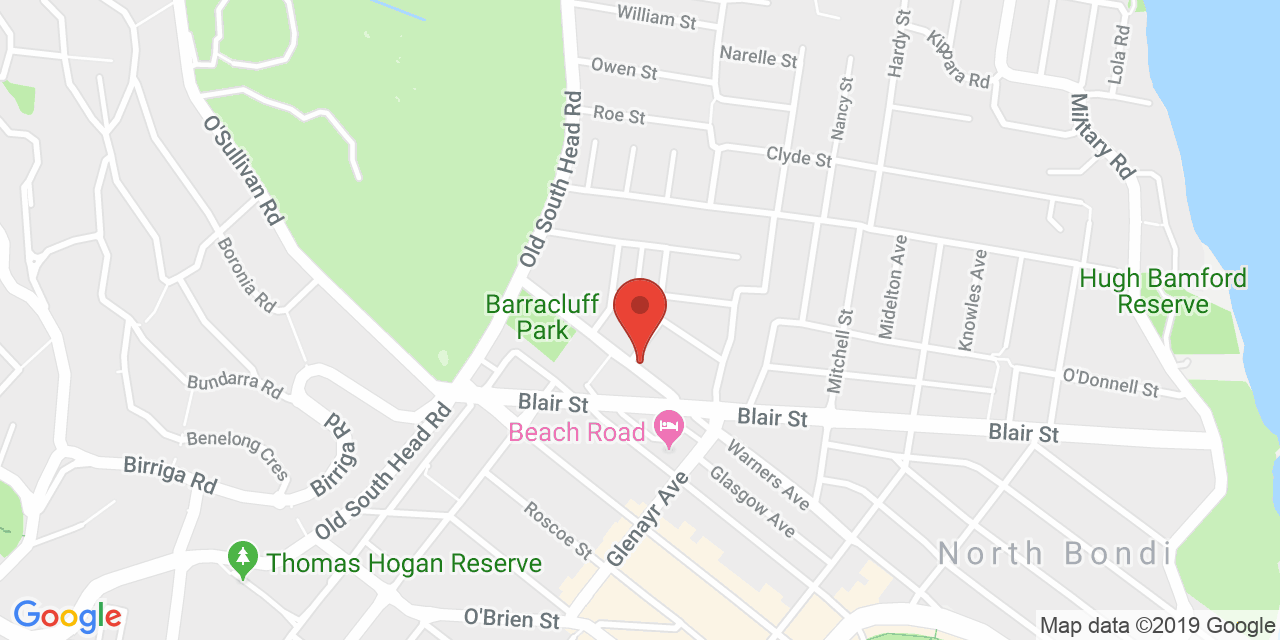 William St
Narelle St
Hardy St
Kippara Rd
Lola Rd
Owen St
Roe St
Nancy St
Military Rd
Clyde St
O'Sullivan Rd
Old South Head Rd
Boronia Rd
Barracluff
Park
Midelton Ave
Knowles Ave
Hugh Bamford
Reserve
Mitchell St
O'Donnell St
Bundarra Rd
Blair St
Blair St
Blair St
Beach Road
Benelong Cres
Birriga Rd
Birriga Rd
Old South Head Rd
Warners Ave
Glasgow Ave
Glenayr Ave
Roscoe St
North Bondi
Thomas Hogan Reserve
O'Brien St
Google
Map data ©2019 Google